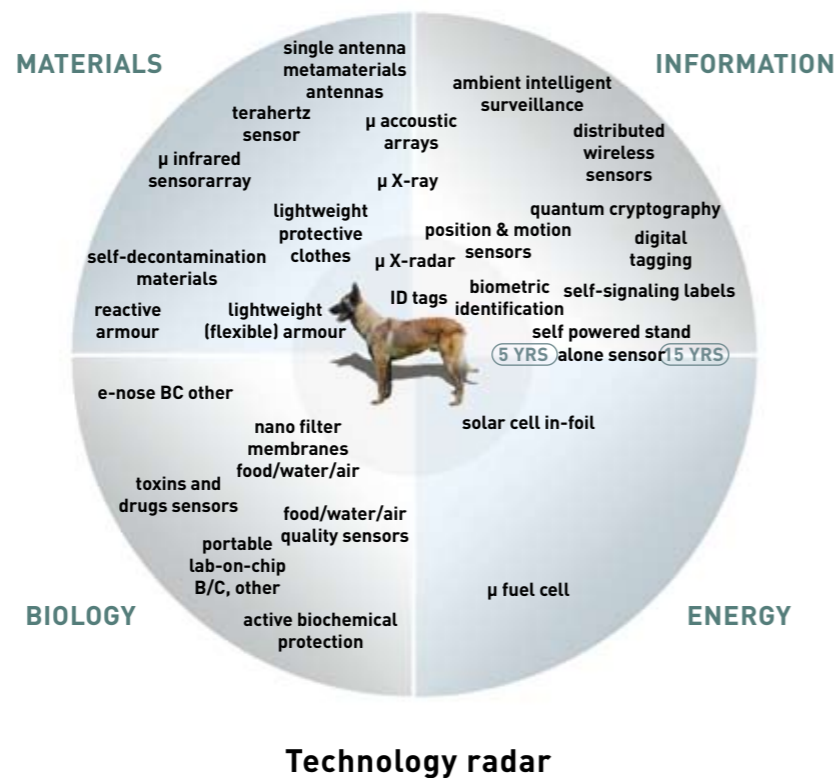 MATERIALS
INFORMATION
single antenna
metamaterials
antennas
terahertz
sensor
µ accoustic
arrays
µ infrared
sensorarray
µ X-ray
lightweight
protective
clothes
self-decontamination
materials
µ X-radar
reactive
armour
lightweight
(flexible) armour
ambient intelligent
surveillance
distributed
wireless
sensors
quantum cryptography
position & motion
sensors
digital
tagging
ID tags
biometric
identification
self-signaling labels
self powered stand
alone sensor
5 YRS
15 YRS
e-nose BC other
nano filter
membranes
food/water/air
toxins and
drugs sensors
food/water/air
quality sensors
portable
lab-on-chip
B/C, other
active biochemical
protection
BIOLOGY
solar cell in-foil
µ fuel cell
ENERGY
Technology radar